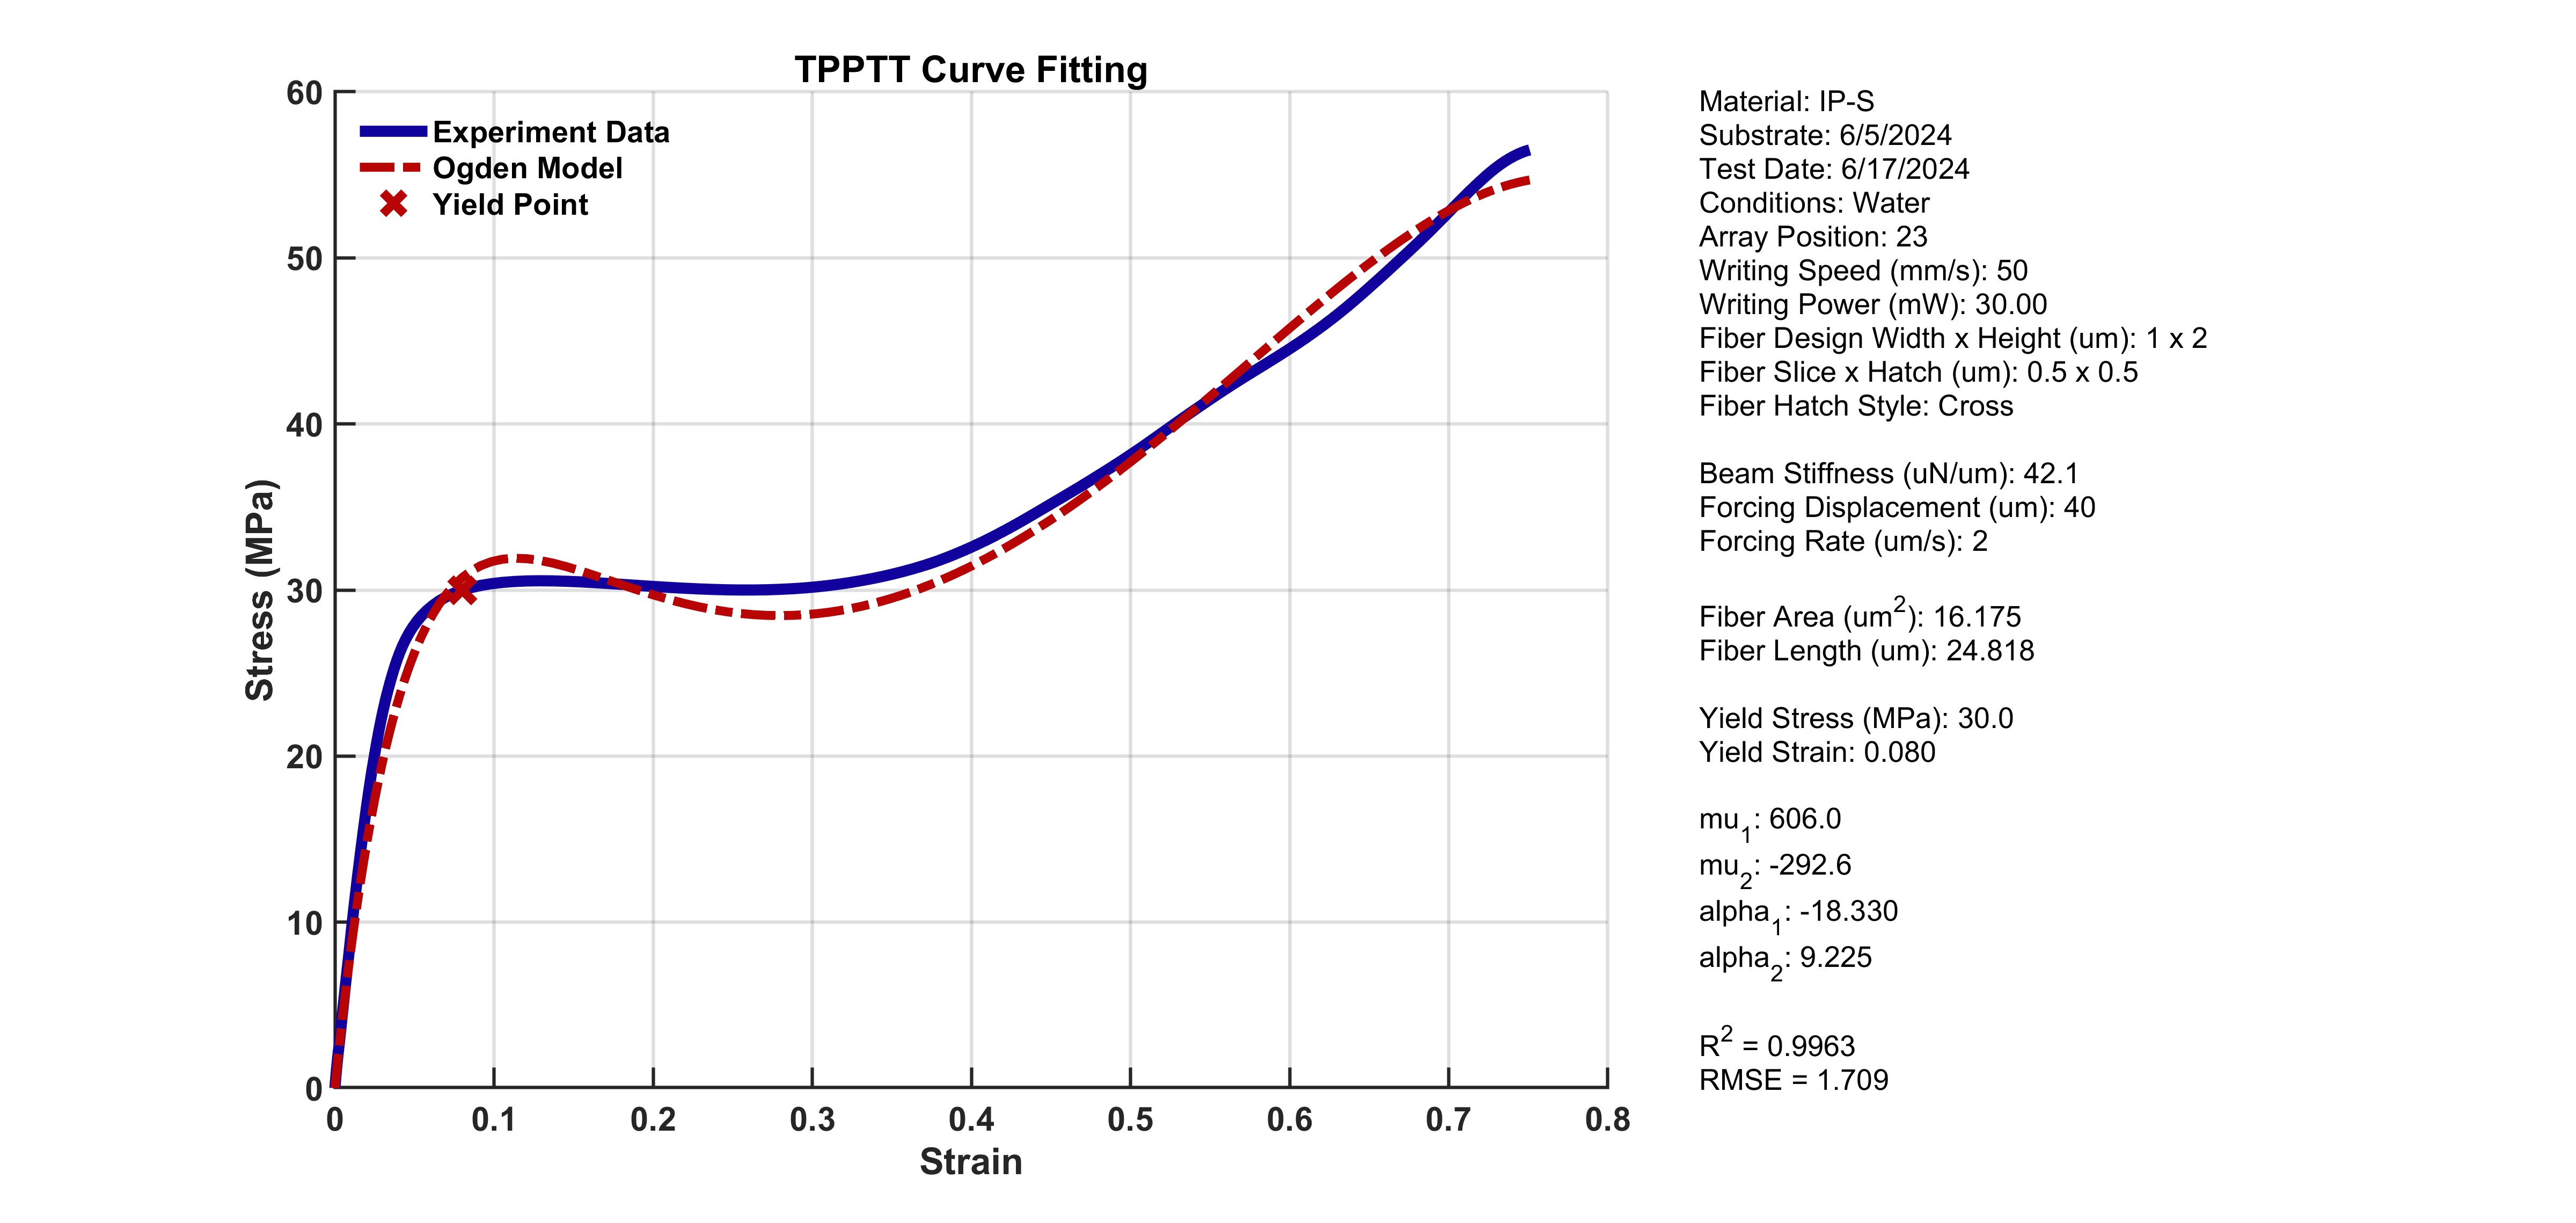 TPPTT Curve Fitting
60
50
40
30
20
10
0
Stress (MPa)
Experiment Data
Ogden Model
Yield Point
0 0.1 0.2 0.3 0.4 0.5 0.6 0.7 0.8
Strain
Material: IP-S
Substrate: 6/5/2024
Test Date: 6/17/2024
Conditions: Water
Array Position: 23
Writing Speed (mm/s): 50
Writing Power (mW): 30.00
Fiber Design Width x Height (um): 1 x 2
Fiber Slice x Hatch (um): 0.5 x 0.5
Fiber Hatch Style: Cross
Beam Stiffness (uN/um): 42.1
Forcing Displacement (um): 40
Forcing Rate (um/s): 2
Fiber Area (um²): 16.175
Fiber Length (um): 24.818
Yield Stress (MPa): 30.0
Yield Strain: 0.080
mu₁: 606.0
mu₂: -292.6
alpha₁: -18.330
alpha₂: 9.225
R² = 0.9963
RMSE = 1.709